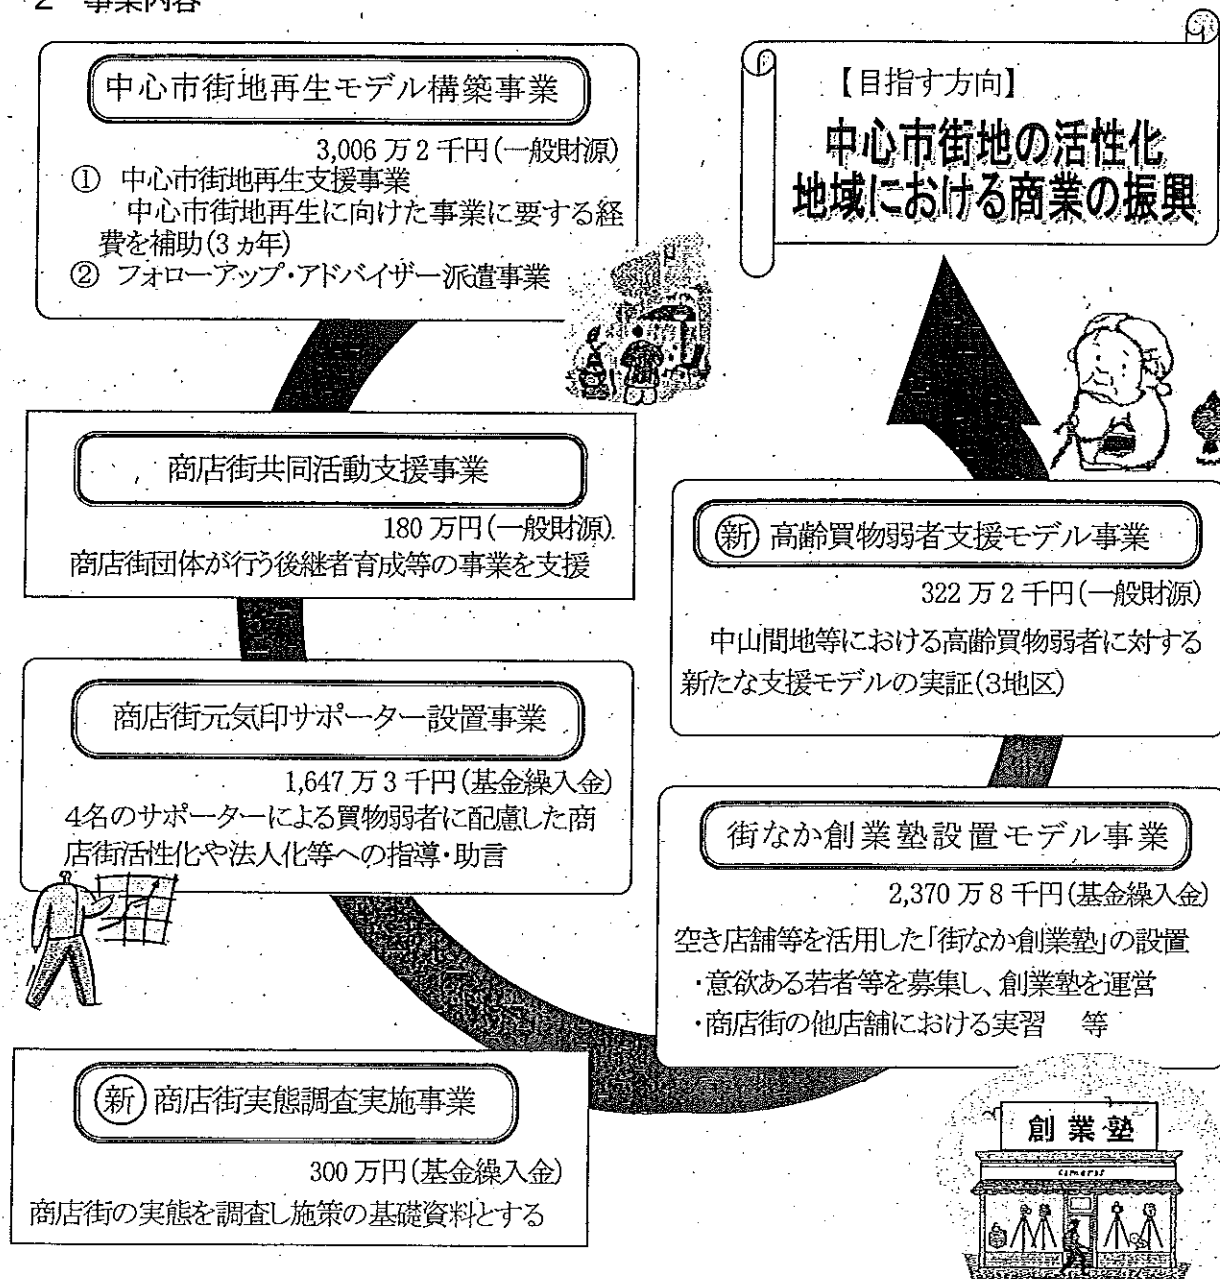 2 事業内容
中心市街地再生モデル構築事業
3,006万2千円(一般財源)
① 中心市街地再生支援事業
中心市街地再生に向けた事業に要する経
費を補助(3ヵ年)
② フォローアップ・アドバイザー派遣事業
商店街共同活動支援事業
180万円(一般財源)
商店街団体が行う後継者育成等の事業を支援
商店街元気印サポーター設置事業
1,647万3千円(基金繰入金)
4名のサポーターによる買物弱者に配慮した商
店街活性化や法人化等への指導・助言
新 商店街実態調査実施事業
300万円(基金繰入金)
商店街の実態を調査し施策の基礎資料とする
【目指す方向】
中心市街地の活性化
地域における商業の振興
新 高齢買物弱者支援モデル事業
322万2千円(一般財源)
中山間地等における高齢買物弱者に対する
新たな支援モデルの実証(3地区)
街なか創業塾設置モデル事業
2,370万8千円(基金繰入金)
空き店舗等を活用した「街なか創業塾」の設置
・意欲ある若者等を募集し、創業塾を運営
・商店街の他店舗における実習 等
創業塾